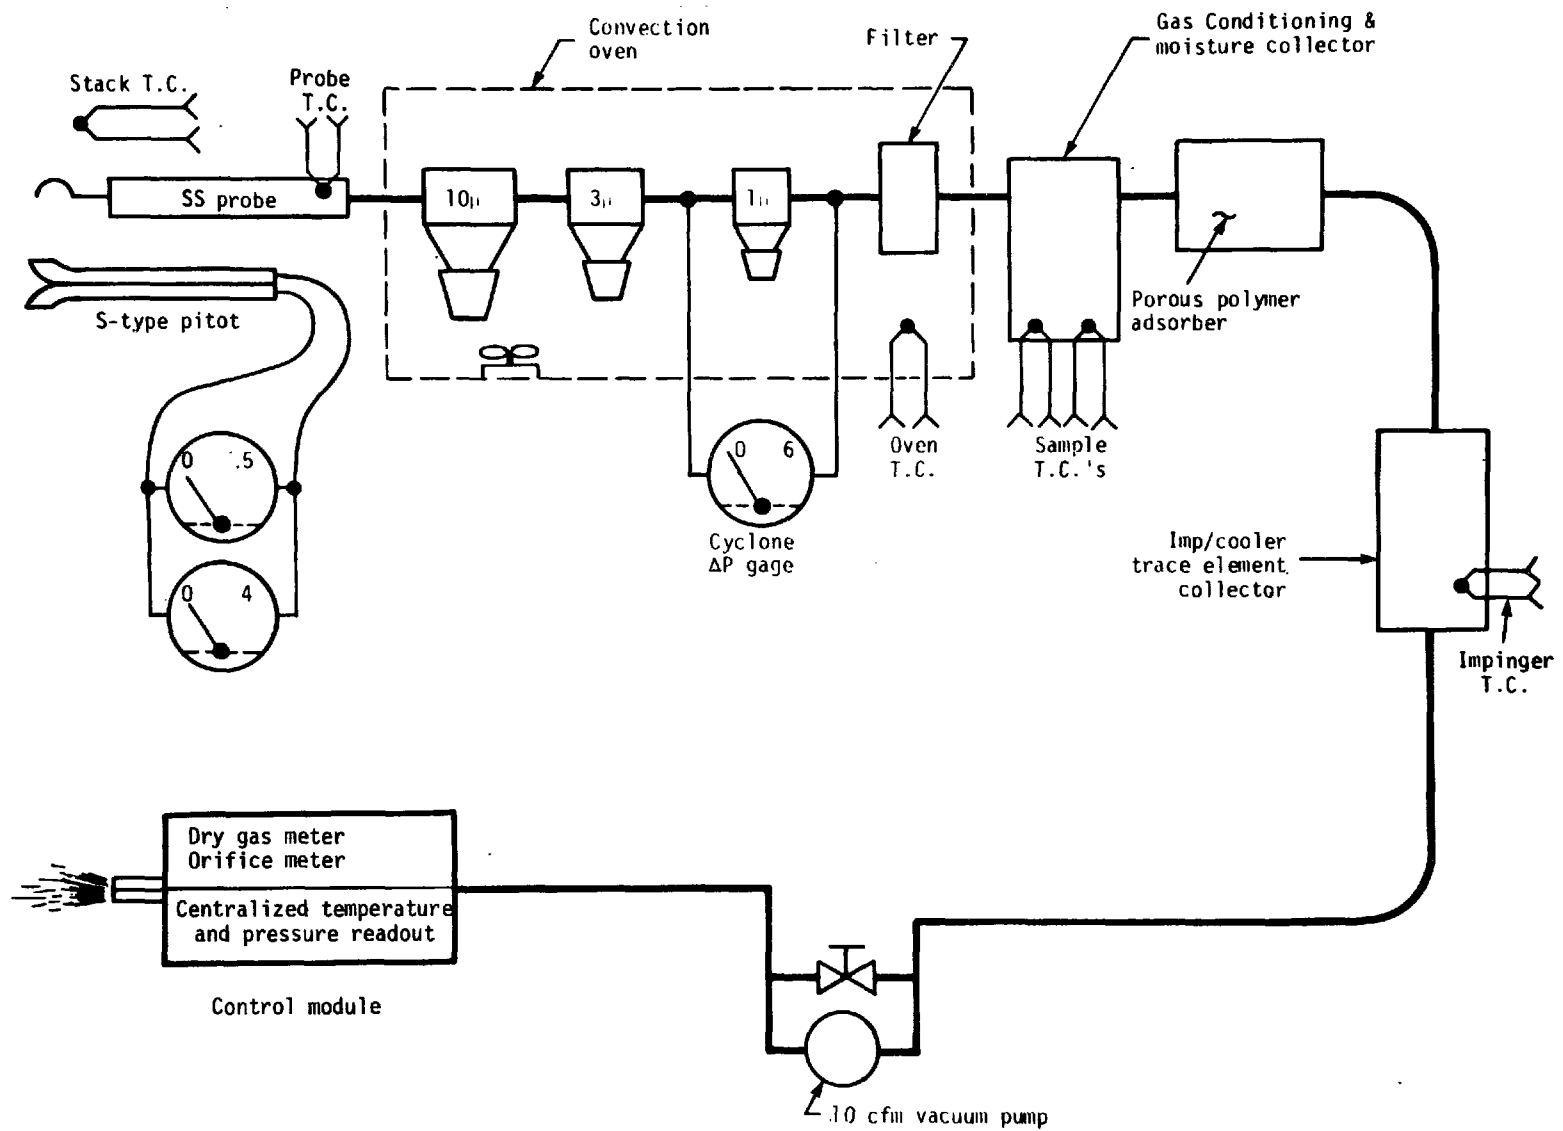 Convection
oven
Filter
Gas Conditioning &
moisture collector
Stack T.C.
Probe
T.C.
SS probe
10μ
3μ
1μ
S-type pitot
Porous polymer
adsorber
0 .5
0 6
Oven
T.C.
Sample
T.C.'s
Cyclone
ΔP gage
0 4
Imp/cooler
trace element
collector
Impinger
T.C.
Dry gas meter
Orifice meter
Centralized temperature
and pressure readout
Control module
10 cfm vacuum pump